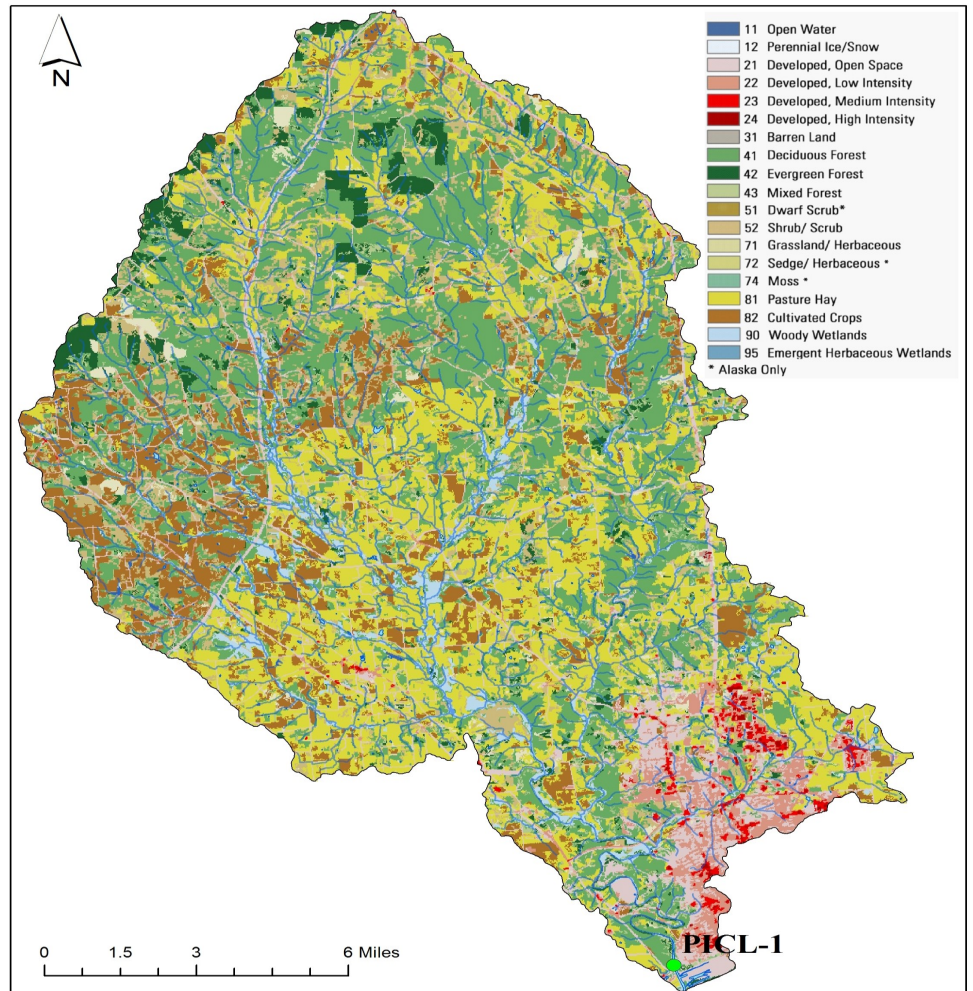 N
11 Open Water
12 Perennial Ice/Snow
21 Developed, Open Space
22 Developed, Low Intensity
23 Developed, Medium Intensity
24 Developed, High Intensity
31 Barren Land
41 Deciduous Forest
42 Evergreen Forest
43 Mixed Forest
51 Dwarf Scrub*
52 Shrub/ Scrub
71 Grassland/ Herbaceous
72 Sedge/ Herbaceous *
74 Moss *
81 Pasture Hay
82 Cultivated Crops
90 Woody Wetlands
95 Emergent Herbaceous Wetlands
* Alaska Only
PICL-1
0 1.5 3 6 Miles